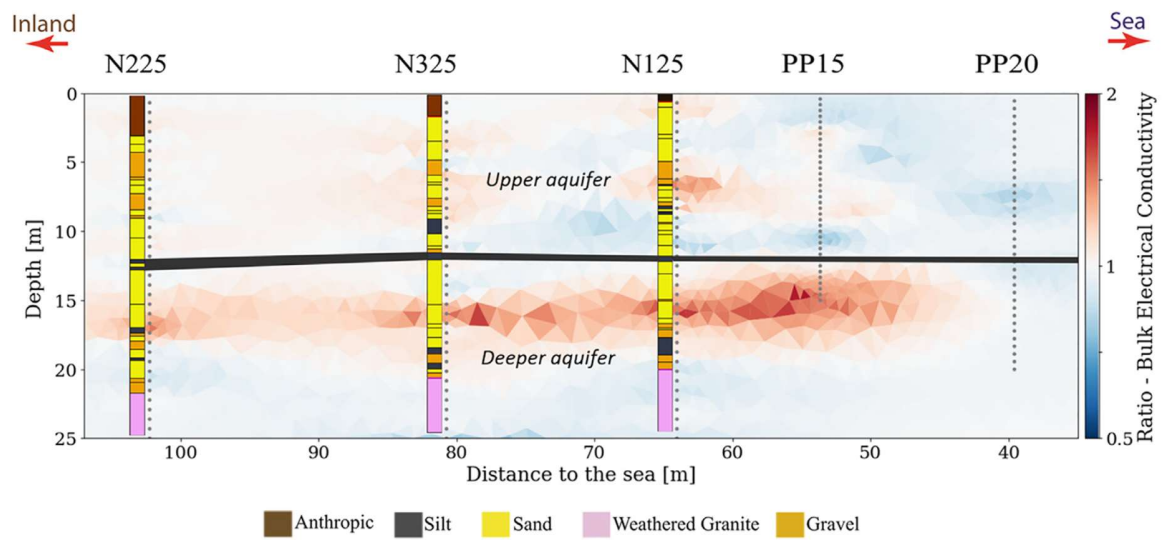 Inland
Sea
N225 N325 N125 PP15 PP20
0
5
10
15
20
25
Depth [m]
Upper aquifer
Deeper aquifer
100 90 80 70 60 50 40
Distance to the sea [m]
2
1
0.5
Ratio - Bulk Electrical Conductivity
Anthropic Silt Sand Weathered Granite Gravel